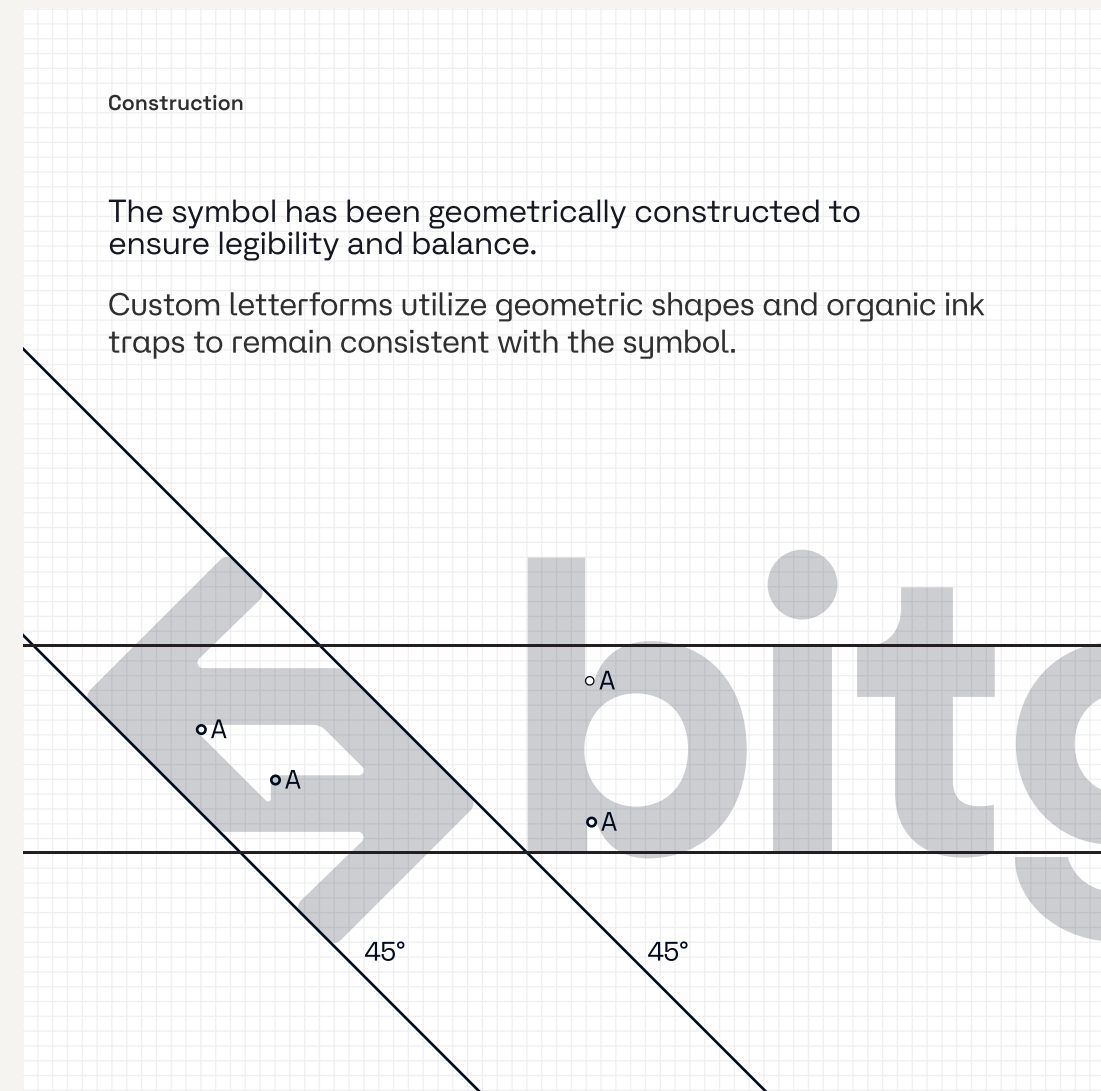 Construction
The symbol has been geometrically constructed to
ensure legibility and balance.
Custom letterforms utilize geometric shapes and organic ink
traps to remain consistent with the symbol.
bitg
A
A
A
A
45°
45°